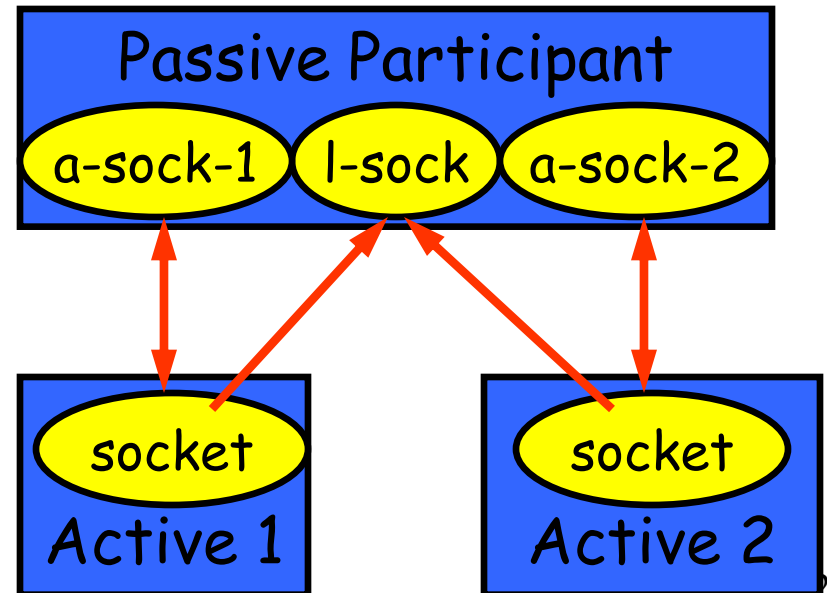 Passive Participant
a-sock-1 l-sock a-sock-2
socket socket
Active 1 Active 2